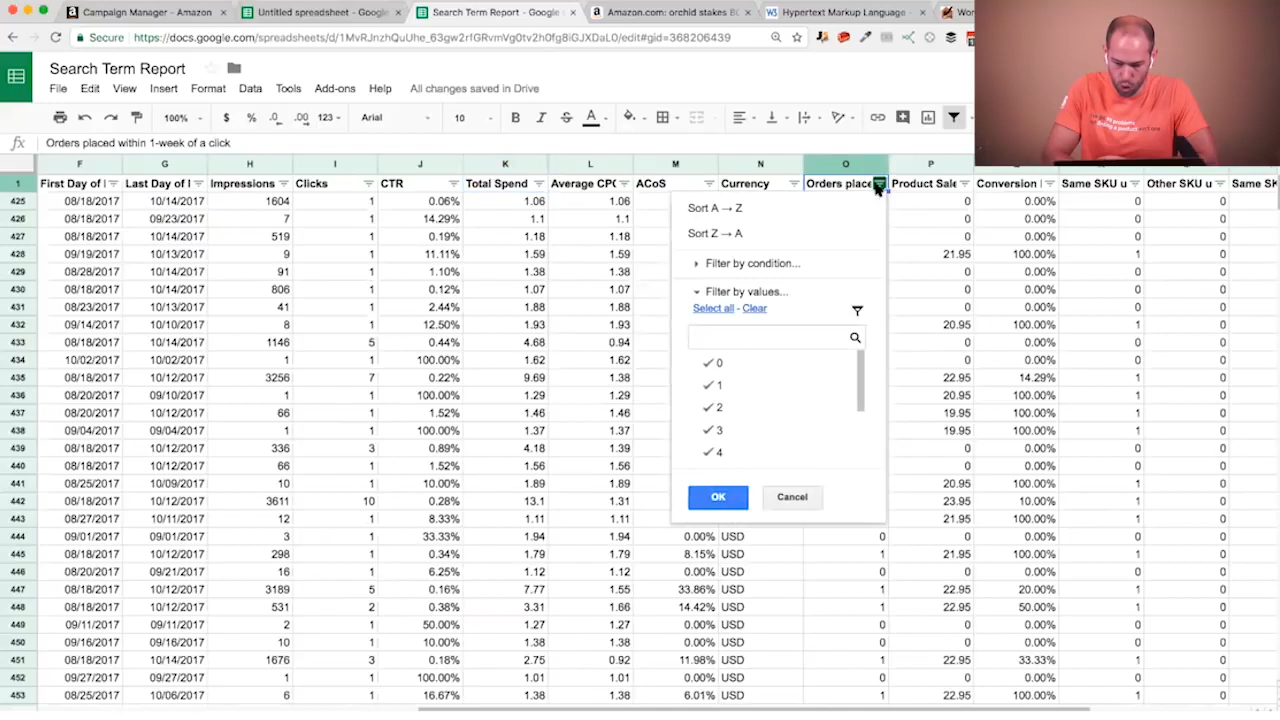 Campaign Manager - Amazon
Untitled spreadsheet - Google
Search Term Report - Google
Amazon.com: orchid stakes
Hypertext Markup Language -
Secure
https://docs.google.com/spreadsheets/d/1MvRJnzhQuUhe_63gw2rfGRvmVg0tv2h0fg8iGJXDaL0/edit#gid=368206439
Search Term Report
File Edit View Insert Format Data Tools Add-ons Help All changes saved in Drive
100% $ % .0 .00 123 Arial 10 B I S A
fx Orders placed within 1-week of a click
F G H I J K L M N O P
1 First Day of Last Day of Impressions Clicks CTR Total Spend Average CPC ACoS Currency Orders place Product Sale Conversion Same SKU u Other SKU u Same SK
425 08/18/2017 10/14/2017 1604 1 0.06% 1.06 1.06 0 0.00% 0 0
426 08/18/2017 09/23/2017 7 1 14.29% 1.1 1.1 0 0.00% 0 0
427 08/18/2017 10/14/2017 519 1 0.19% 1.18 1.18 0 0.00% 0 0
428 09/19/2017 10/13/2017 9 1 11.11% 1.59 1.59 21.95 100.00% 1 0
429 08/28/2017 10/14/2017 91 1 1.10% 1.38 1.38 0 0.00% 0 0
430 08/18/2017 10/14/2017 806 1 0.12% 1.07 1.07 0 0.00% 0 0
431 08/23/2017 10/13/2017 41 1 2.44% 1.88 1.88 0 0.00% 0 0
432 09/14/2017 10/10/2017 8 1 12.50% 1.93 1.93 20.95 100.00% 1 0
433 08/18/2017 10/14/2017 1146 5 0.44% 4.68 0.94 0 0.00% 0 0
434 10/02/2017 10/02/2017 1 1 100.00% 1.62 1.62 0 0.00% 0 0
435 08/18/2017 10/12/2017 3256 7 0.22% 9.69 1.38 22.95 14.29% 1 0
436 08/20/2017 09/10/2017 1 1 100.00% 1.29 1.29 20.95 100.00% 1 0
437 08/20/2017 10/12/2017 66 1 1.52% 1.46 1.46 19.95 100.00% 1 0
438 09/04/2017 09/04/2017 1 1 100.00% 1.37 1.37 19.95 100.00% 1 0
439 08/18/2017 10/12/2017 336 3 0.89% 4.18 1.39 0 0.00% 0 0
440 08/18/2017 10/12/2017 66 1 1.52% 1.56 1.56 0 0.00% 0 0
441 08/25/2017 10/09/2017 10 1 10.00% 1.89 1.89 20.95 100.00% 1 0
442 08/18/2017 10/12/2017 3611 10 0.28% 13.1 1.31 23.95 10.00% 1 0
443 08/27/2017 10/11/2017 12 1 8.33% 1.11 1.11 21.95 100.00% 1 0
444 09/01/2017 09/01/2017 3 1 33.33% 1.94 1.94 0.00% USD 0 0 0.00% 0 0
445 08/18/2017 10/12/2017 298 1 0.34% 1.79 1.79 8.15% USD 1 21.95 100.00% 1 0
446 08/20/2017 09/21/2017 16 1 6.25% 1.12 1.12 0.00% USD 0 0 0.00% 0 0
447 08/18/2017 10/12/2017 3189 5 0.16% 7.77 1.55 33.86% USD 1 22.95 20.00% 1 0
448 08/18/2017 10/12/2017 531 2 0.38% 3.31 1.66 14.42% USD 1 22.95 50.00% 1 0
449 09/11/2017 09/11/2017 2 1 50.00% 1.27 1.27 0.00% USD 0 0 0.00% 0 0
450 09/16/2017 09/16/2017 10 1 10.00% 1.38 1.38 0.00% USD 0 0 0.00% 0 0
451 08/18/2017 10/14/2017 1676 3 0.18% 2.75 0.92 11.98% USD 1 22.95 33.33% 1 0
452 09/27/2017 09/27/2017 1 1 100.00% 1.01 1.01 0.00% USD 0 0 0.00% 0 0
453 08/25/2017 10/06/2017 6 1 16.67% 1.38 1.38 6.01% USD 1 22.95 100.00% 1 0
Sort A → Z
Sort Z → A
Filter by condition...
Filter by values...
Select all - Clear
0
1
2
3
4
OK Cancel